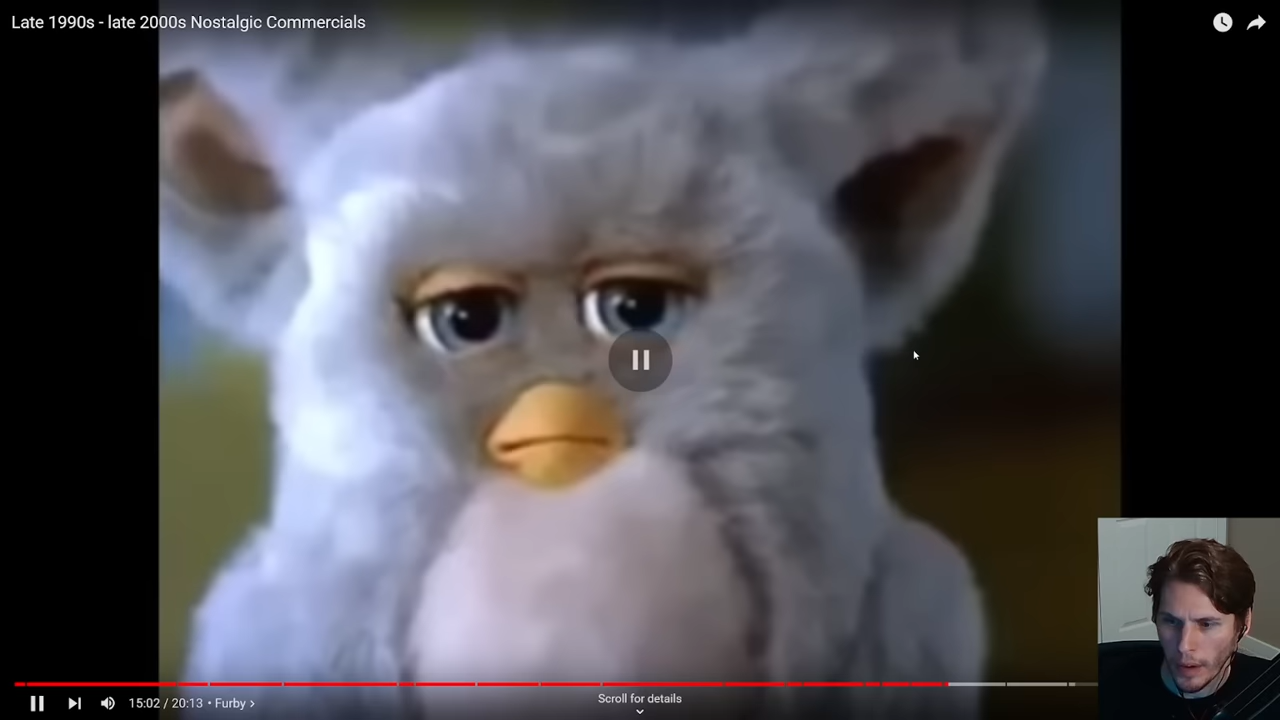 Late 1990s - late 2000s Nostalgic Commercials
15:02 / 20:13 • Furby >
Scroll for details